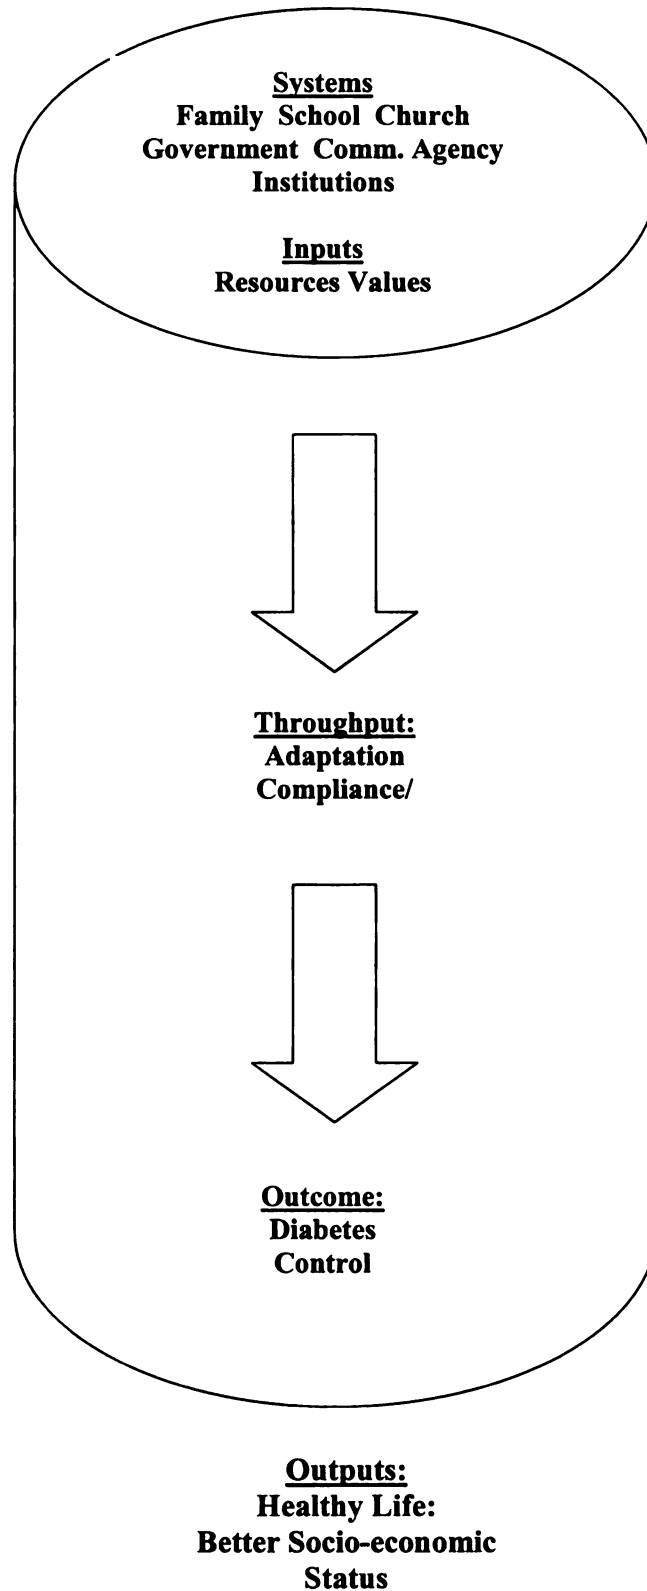 Systems
Family School Church
Government Comm. Agency
Institutions
Inputs
Resources Values
Throughput:
Adaptation
Compliance/
Outcome:
Diabetes
Control
Outputs:
Healthy Life:
Better Socio-economic
Status